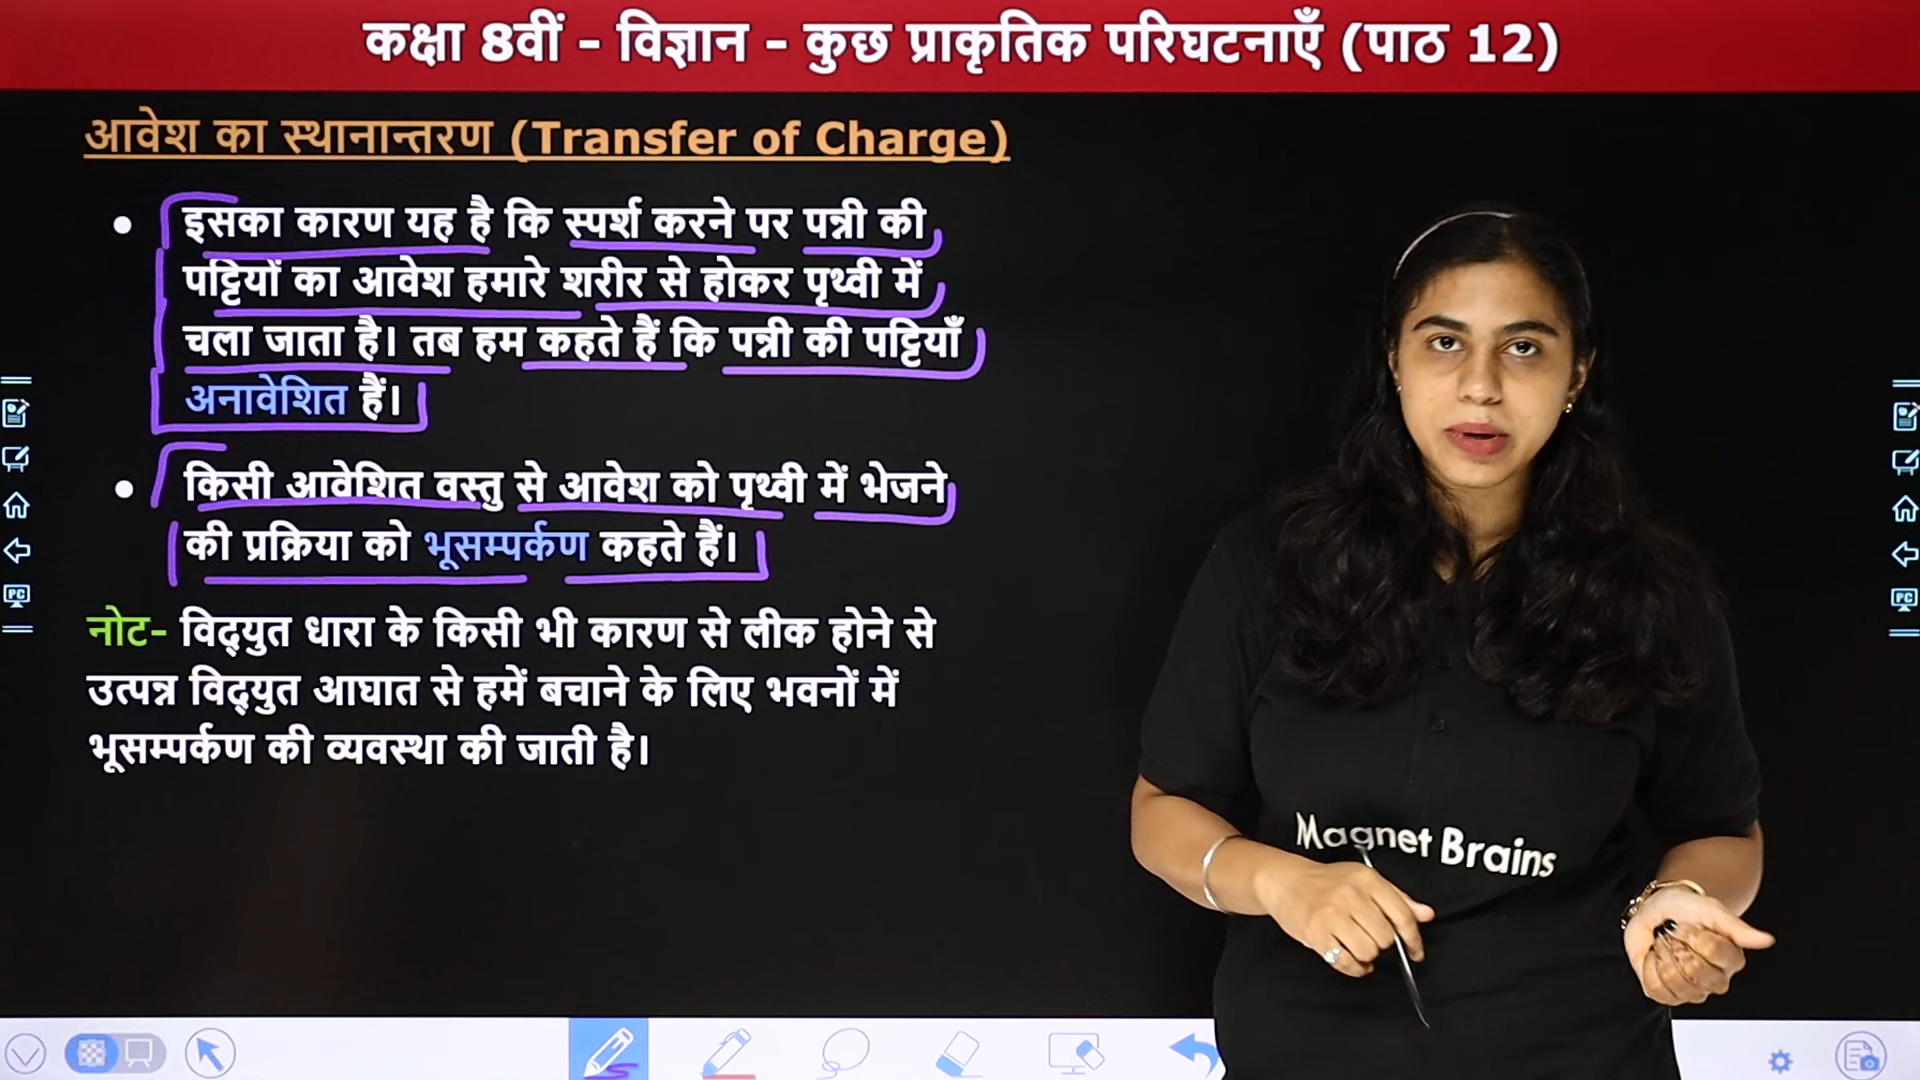 कक्षा 8वीं - विज्ञान - कुछ प्राकृतिक परिघटनाएँ (पाठ 12)
आवेश का स्थानान्तरण (Transfer of Charge)
• इसका कारण यह है कि स्पर्श करने पर पन्नी की
पट्टियों का आवेश हमारे शरीर से होकर पृथ्वी में
चला जाता है। तब हम कहते हैं कि पन्नी की पट्टियाँ
अनावेशित हैं।
• किसी आवेशित वस्तु से आवेश को पृथ्वी में भेजने
की प्रक्रिया को भूसम्पर्कण कहते हैं।
नोट- विद्‌युत धारा के किसी भी कारण से लीक होने से
उत्पन्न विद्‌युत आघात से हमें बचाने के लिए भवनों में
भूसम्पर्कण की व्यवस्था की जाती है।
Magnet Brains
PC
PC